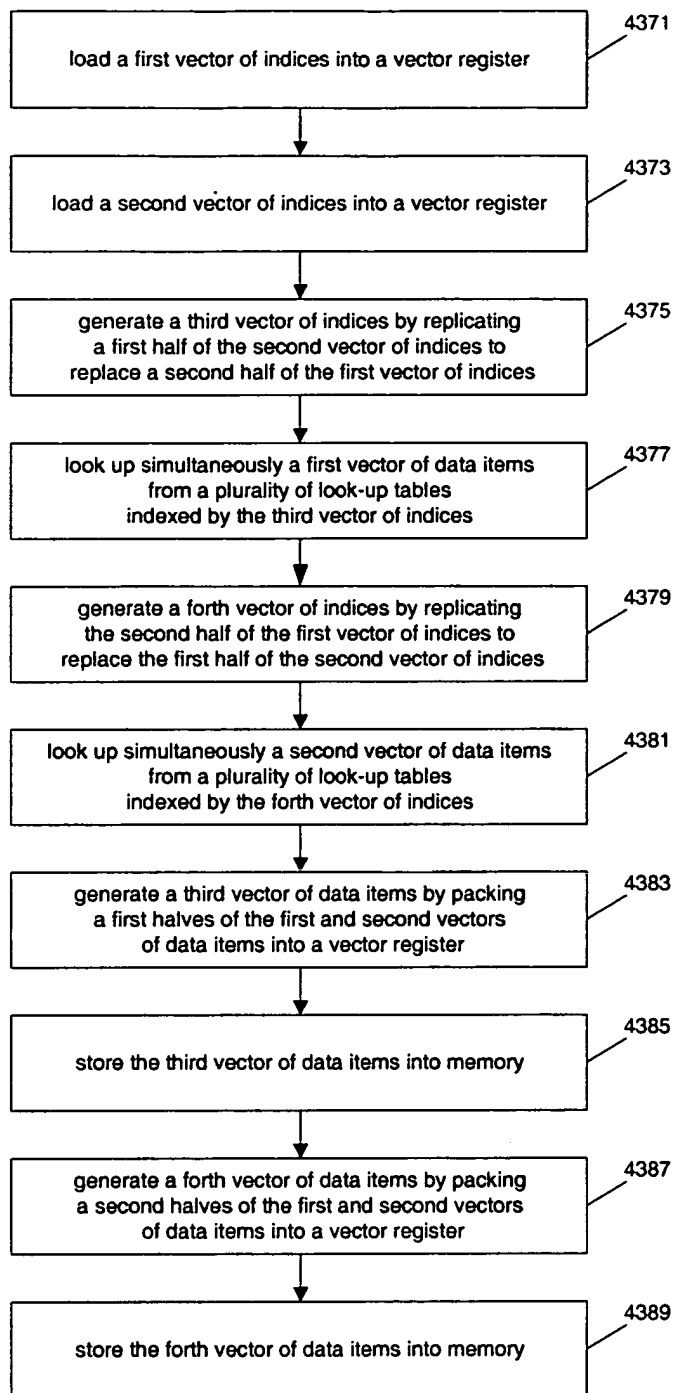 4371
load a first vector of indices into a vector register
4373
load a second vector of indices into a vector register
4375
generate a third vector of indices by replicating
a first half of the second vector of indices to
replace a second half of the first vector of indices
4377
look up simultaneously a first vector of data items
from a plurality of look-up tables
indexed by the third vector of indices
4379
generate a forth vector of indices by replicating
the second half of the first vector of indices to
replace the first half of the second vector of indices
4381
look up simultaneously a second vector of data items
from a plurality of look-up tables
indexed by the forth vector of indices
4383
generate a third vector of data items by packing
a first halves of the first and second vectors
of data items into a vector register
4385
store the third vector of data items into memory
4387
generate a forth vector of data items by packing
a second halves of the first and second vectors
of data items into a vector register
4389
store the forth vector of data items into memory